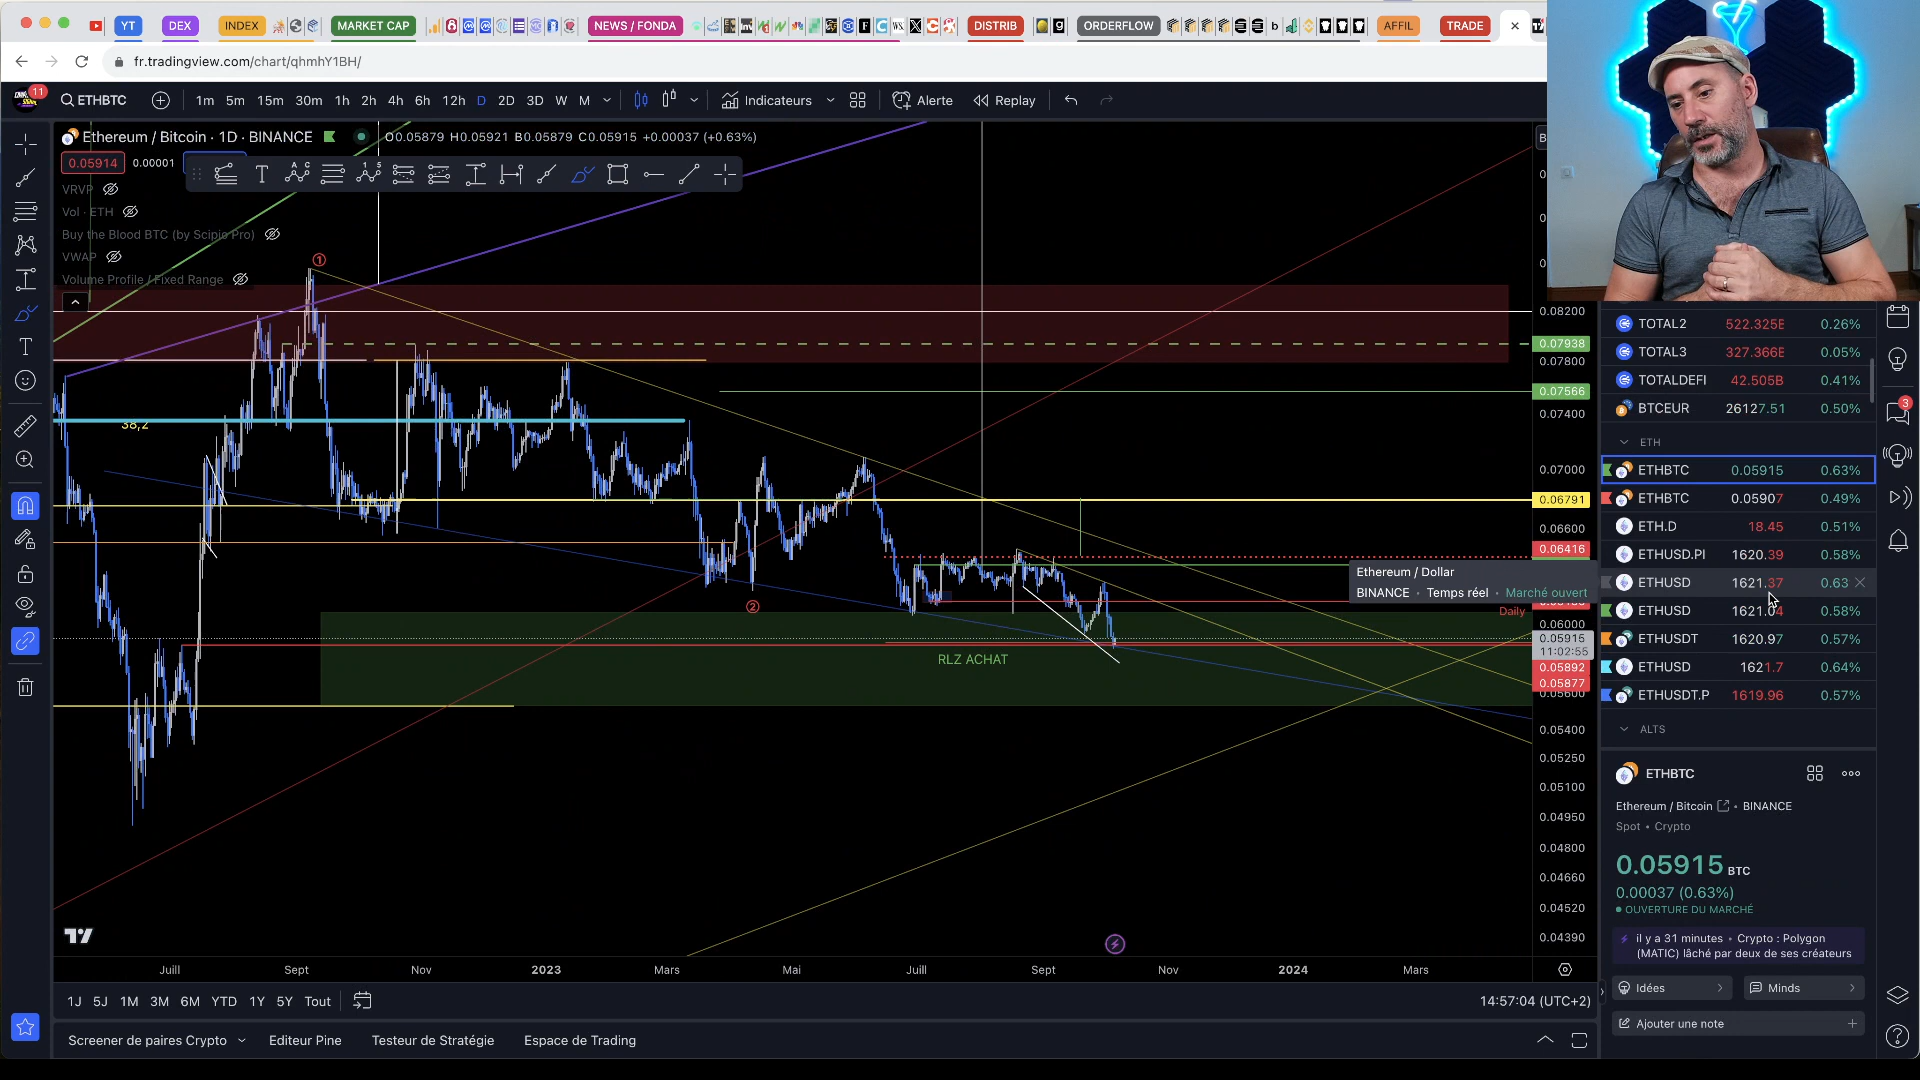 YT
DEX
INDEX
MARKET CAP
NEWS / FONDA
DISTRIB
ORDERFLOW
AFFIL
TRADE
fr.tradingview.com/chart/qhmhY1BH/
11
ETHBTC
1m 5m 15m 30m 1h 2h 4h 6h 12h D 2D 3D W M
Indicateurs
Alerte
Replay
Ethereum / Bitcoin · 1D · BINANCE
O0.05879 H0.05921 B0.05879 C0.05915 +0.00037 (+0.63%)
0.05914
0.00001
VRVP
Vol · ETH
Buy the Blood BTC (by Scipio Pro)
VWAP
Volume Profile / Fixed Range
1
38,2
2
RLZ ACHAT
Daily
0.08200
0.07938
0.07800
0.07566
0.07400
0.07000
0.06791
0.06600
0.06416
0.06000
0.05915
11:02:55
0.05892
0.05877
0.05600
0.05400
0.05250
0.05100
0.04950
0.04800
0.04660
0.04520
0.04390
Ethereum / Dollar
BINANCE · Temps réel · Marché ouvert
Juill Sept Nov 2023 Mars Mai Juill Sept Nov 2024 Mars
1J 5J 1M 3M 6M YTD 1Y 5Y Tout
14:57:04 (UTC+2)
Screener de paires Crypto
Editeur Pine
Testeur de Stratégie
Espace de Trading
TOTAL2 522.325B 0.26%
TOTAL3 327.366B 0.05%
TOTALDEFI 42.505B 0.41%
BTCEUR 26127.51 0.50%
ETH
ETHBTC 0.05915 0.63%
ETHBTC 0.05907 0.49%
ETH.D 18.45 0.51%
ETHUSD.PI 1620.39 0.58%
ETHUSD 1621.37 0.63
ETHUSD 1621.04 0.58%
ETHUSDT 1620.97 0.57%
ETHUSD 1621.7 0.64%
ETHUSDT.P 1619.96 0.57%
ALTS
ETHBTC
Ethereum / Bitcoin • BINANCE
Spot • Crypto
0.05915 BTC
0.00037 (0.63%)
OUVERTURE DU MARCHÉ
il y a 31 minutes • Crypto : Polygon
(MATIC) lâché par deux de ses créateurs
Idées
Minds
Ajouter une note
3